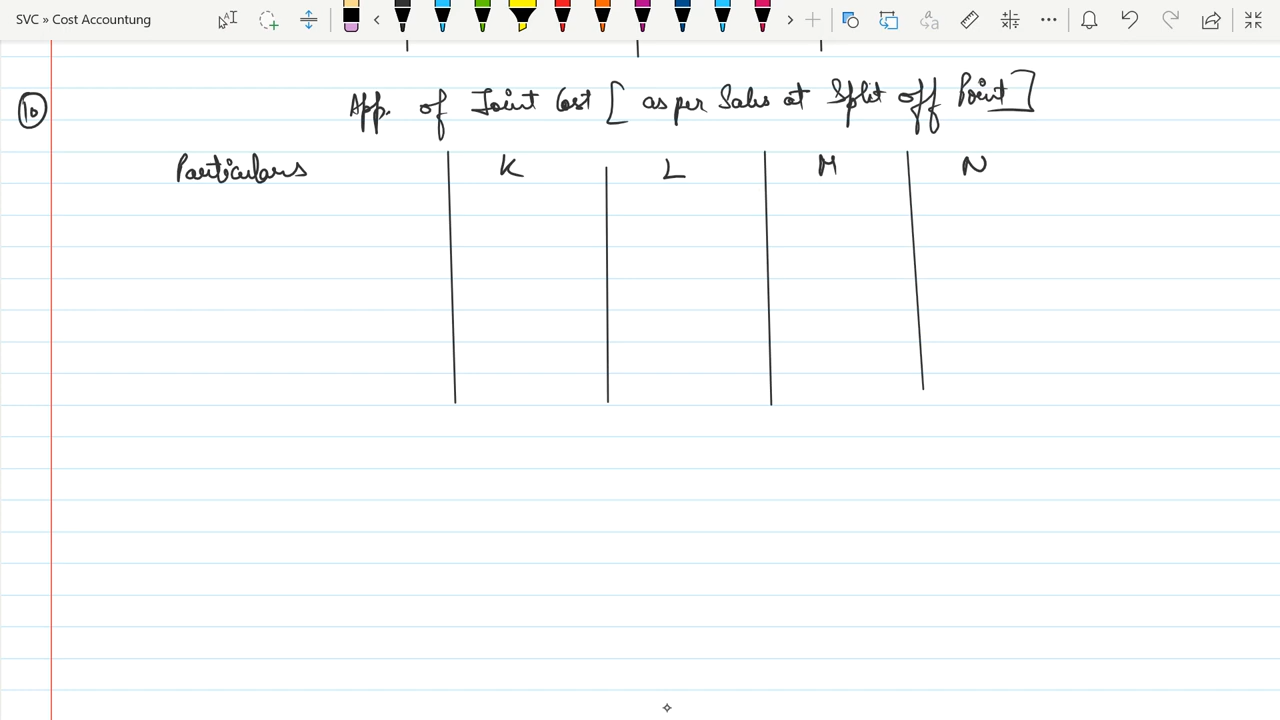 SVC » Cost Accountung
10 App. of Joint Cost [ as per Sales at Split off Point ]
Particulars K L M N